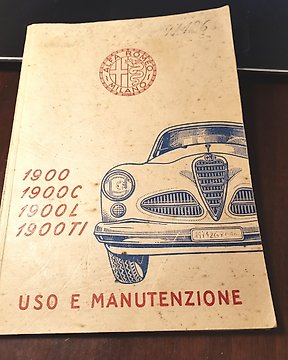 ALFA-ROMEO
MILANO
1900
1900C
1900L
1900TI
USO E MANUTENZIONE